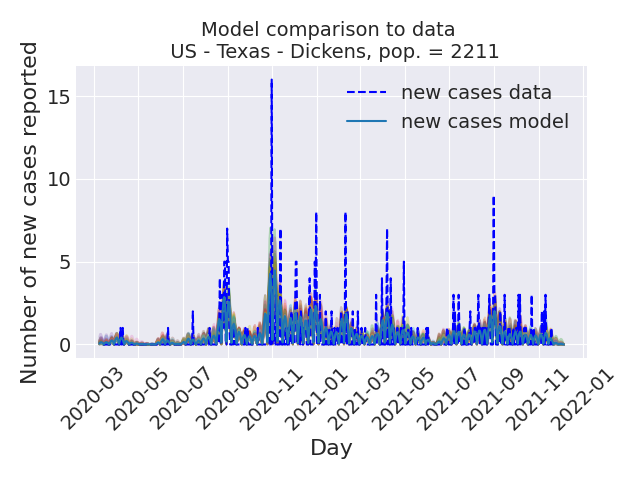 Model comparison to data
US - Texas - Dickens, pop. = 2211
Number of new cases reported
15
10
5
0
new cases data
new cases model
2020-03
2020-05
2020-07
2020-09
2020-11
2021-01
2021-03
2021-05
2021-07
2021-09
2021-11
2022-01
Day